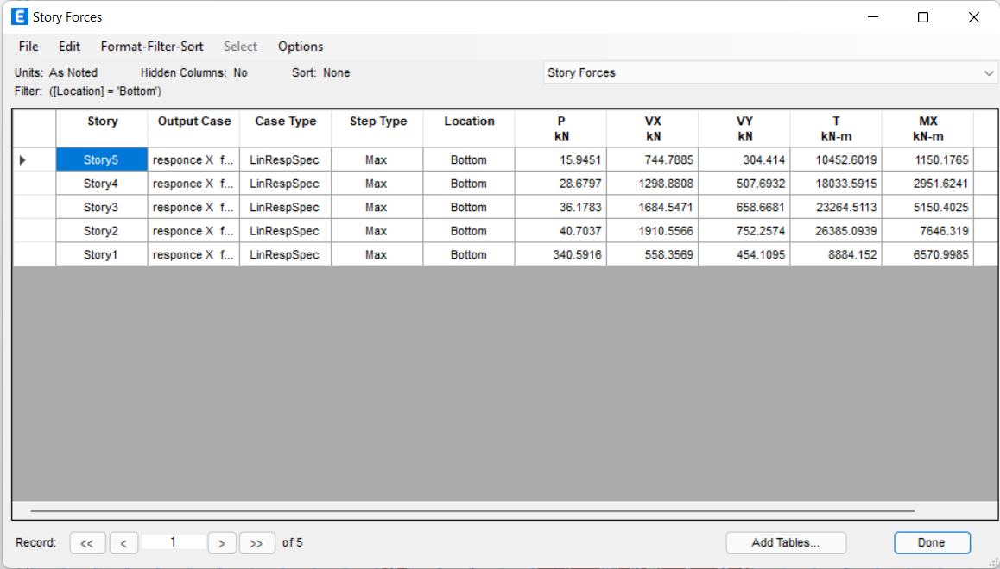 E Story Forces
File Edit Format-Filter-Sort Select Options
Units: As Noted Hidden Columns: No Sort: None Story Forces
Filter: ([Location] = 'Bottom')
Story Output Case Case Type Step Type Location P VX VY T MX
kN kN kN kN-m kN-m
Story5 responce X f... LinRespSpec Max Bottom 15.9451 744.7885 304.414 10452.6019 1150.1765
Story4 responce X f... LinRespSpec Max Bottom 28.6797 1298.8808 507.6932 18033.5915 2951.6241
Story3 responce X f... LinRespSpec Max Bottom 36.1783 1684.5471 658.6681 23264.5113 5150.4025
Story2 responce X f... LinRespSpec Max Bottom 40.7037 1910.5566 752.2574 26385.0939 7646.319
Story1 responce X f... LinRespSpec Max Bottom 340.5916 558.3569 454.1095 8884.152 6570.9985
Record: << < 1 > >> of 5 Add Tables... Done